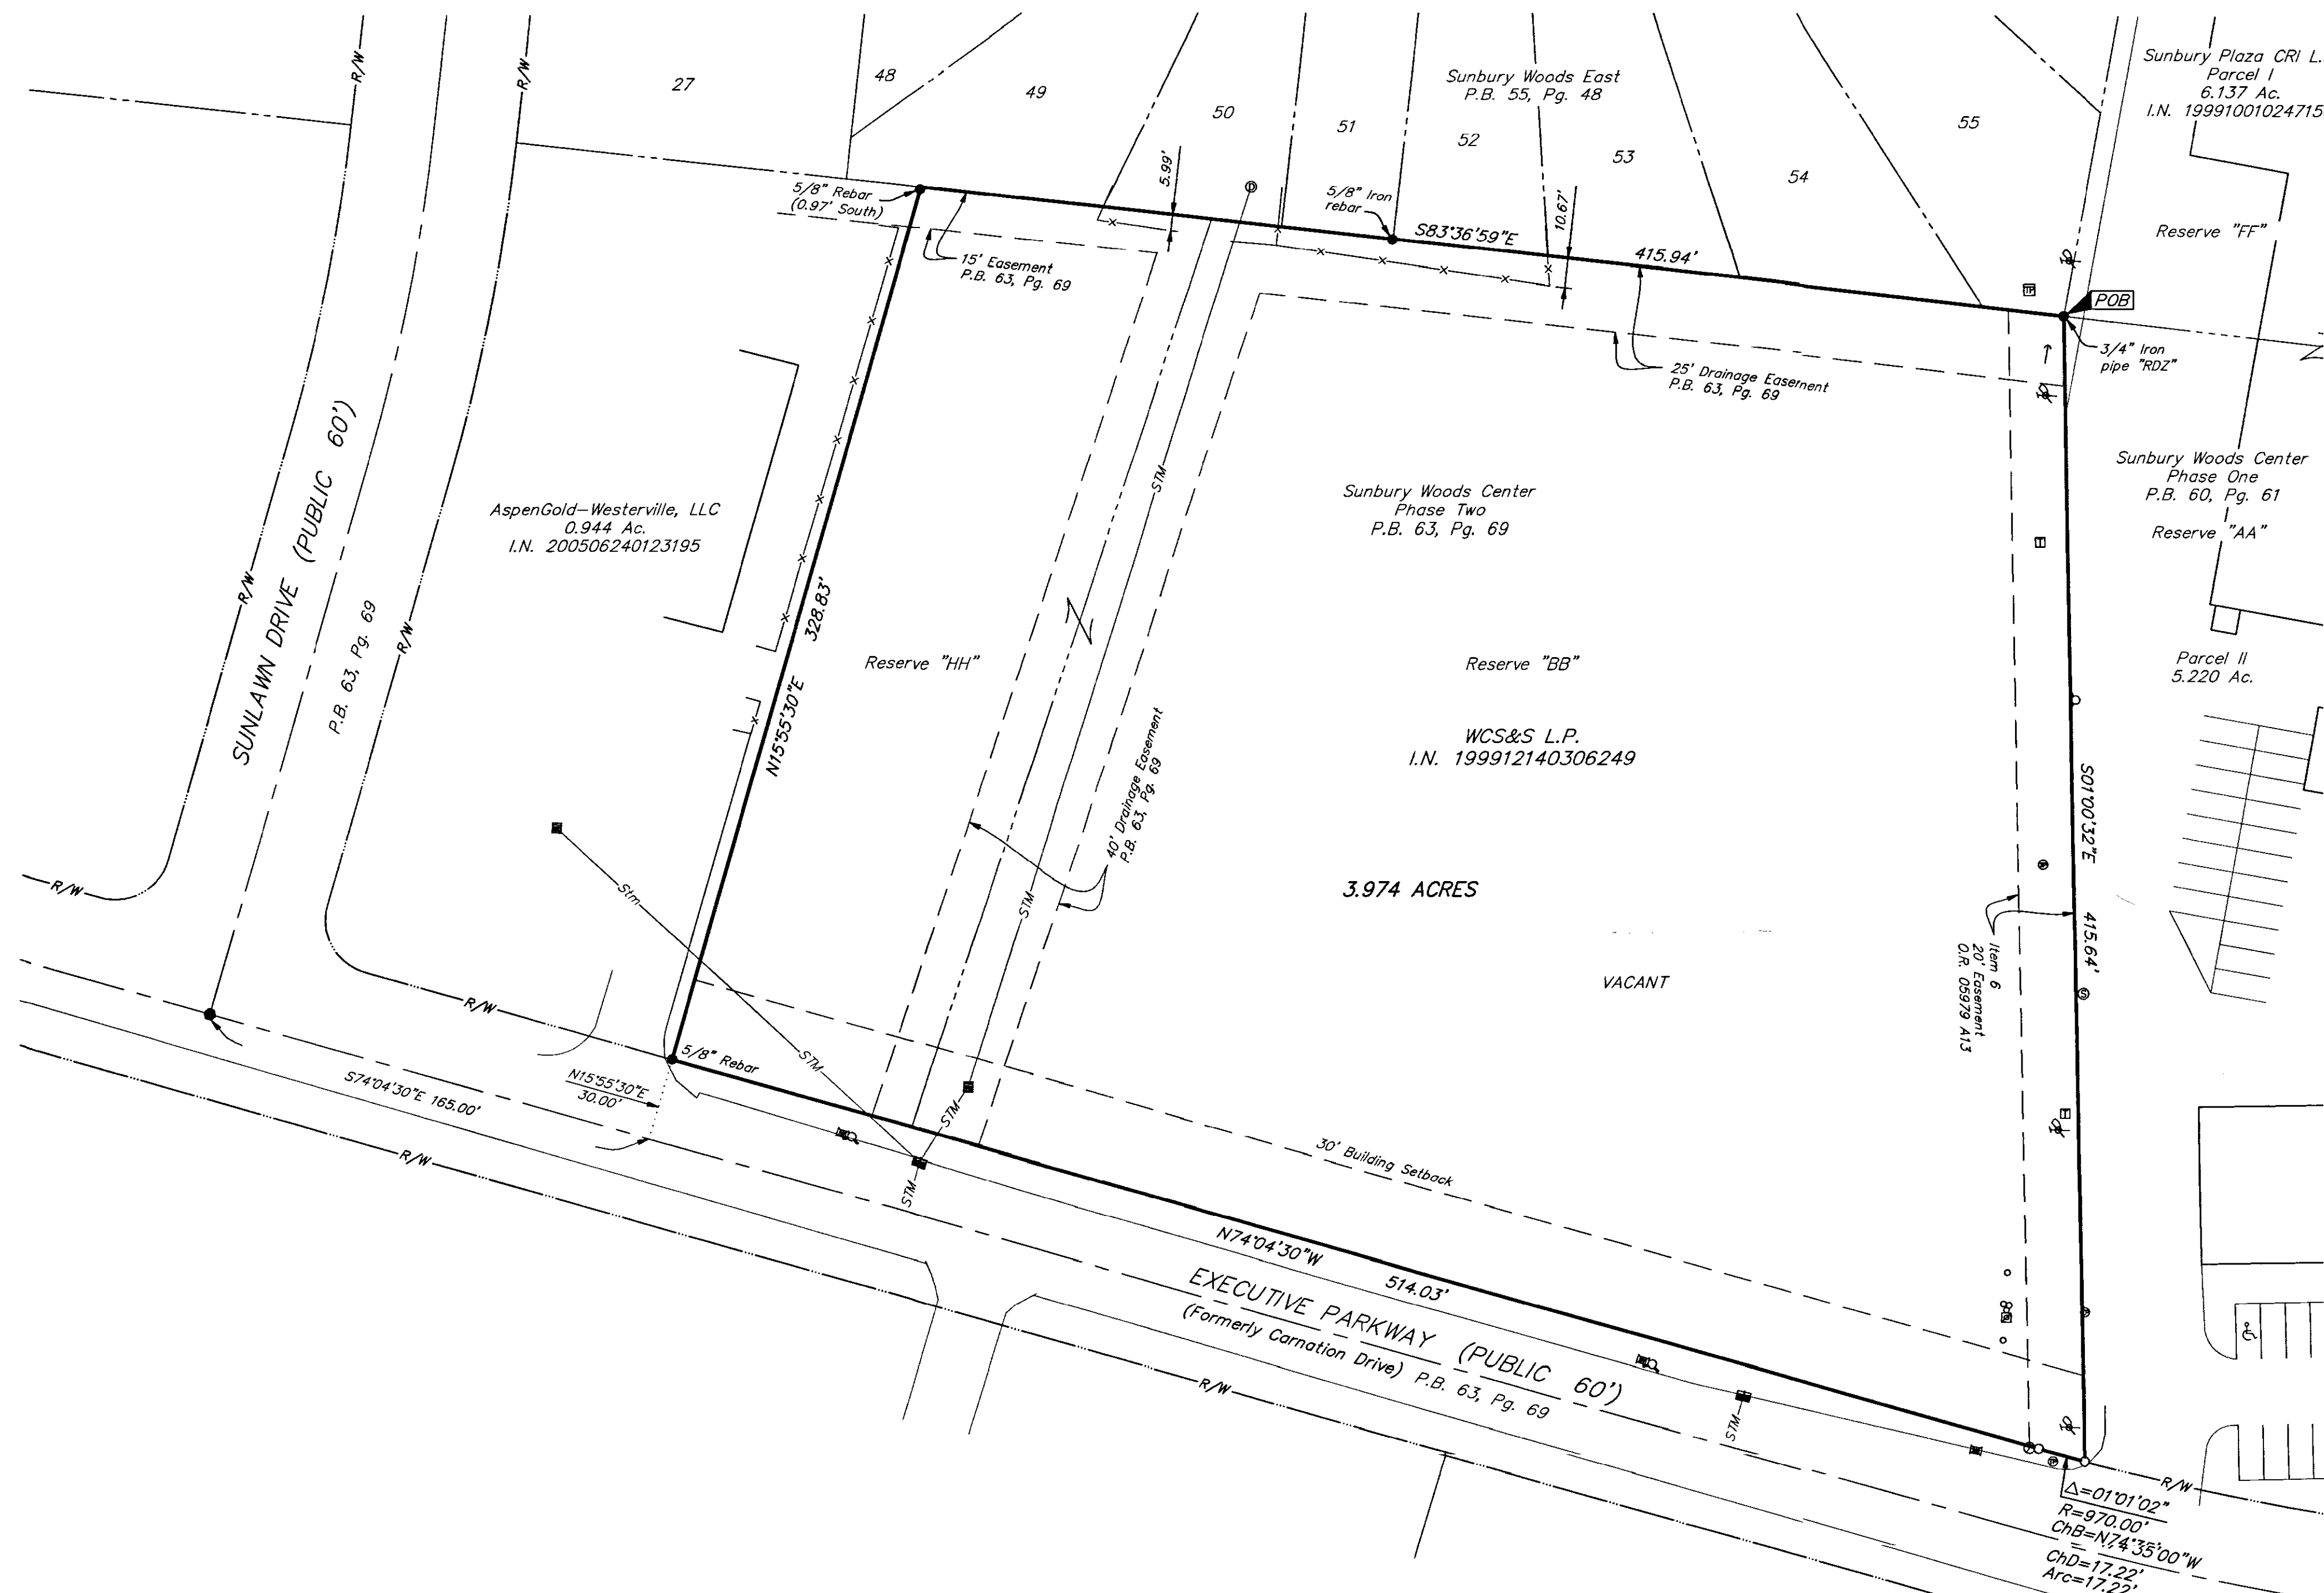 27
48
49
50
51
52
53
54
55
Sunbury Woods East
P.B. 55, Pg. 48
Sunbury Plaza CRI L.
Parcel I
6.137 Ac.
I.N. 19991001024715
Reserve "FF"
R/W
R/W
5/8" Rebar
(0.97' South)
5.99'
5/8" Iron
rebar
10.67'
S83°36'59"E
415.94'
15' Easement
P.B. 63, Pg. 69
TP
POB
3/4" Iron
pipe "RDZ"
25' Drainage Easement
P.B. 63, Pg. 69
D
STM
SUNLAWN DRIVE (PUBLIC 60')
P.B. 63, Pg. 69
R/W
R/W
AspenGold-Westerville, LLC
0.944 Ac.
I.N. 200506240123195
N15°55'30"E
328.83'
Reserve "HH"
40' Drainage Easement
P.B. 63, Pg. 69
Sunbury Woods Center
Phase Two
P.B. 63, Pg. 69
Reserve "BB"
WCS&S L.P.
I.N. 199912140306249
3.974 ACRES
VACANT
Sunbury Woods Center
Phase One
P.B. 60, Pg. 61
Reserve "AA"
Parcel II
5.220 Ac.
T
S01°00'32"E
415.64'
Item 6
20' Easement
O.R. 05979 A13
S
T
R/W
Stm
STM
STM
STM
STM
R/W
5/8" Rebar
N15°55'30"E
30.00'
S74°04'30"E 165.00'
R/W
30' Building Setback
N74°04'30"W
514.03'
EXECUTIVE PARKWAY (PUBLIC 60')
(Formerly Carnation Drive) P.B. 63, Pg. 69
R/W
STM
TP
R/W
Δ=01°01'02"
R=970.00'
ChB=N74°35'00"W
ChD=17.22'
Arc=17.22'